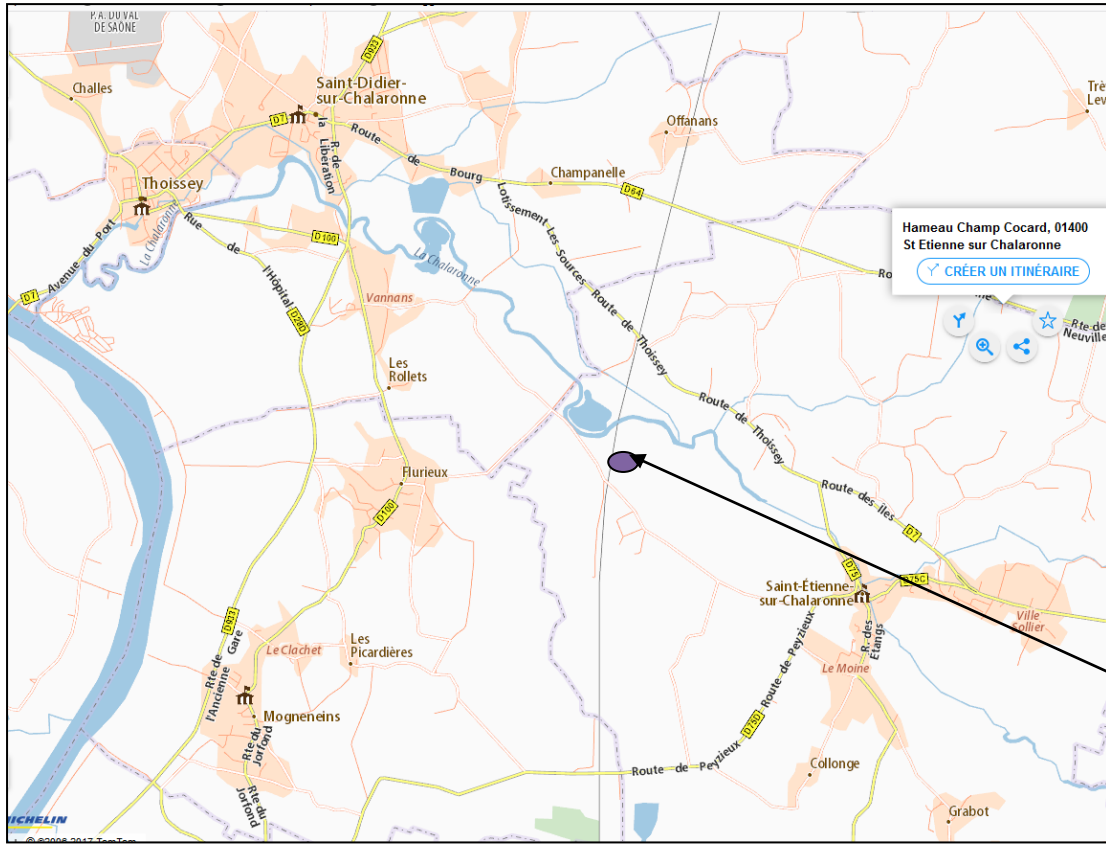 P. A. DU VAL
DE SAÔNE
D933
Challes
Saint-Didier-
sur-Chalaronne
D7
R. de
la Libération
Route de Bourg
Offanans
Trè
Lev
Thoissey
Champanelle
D64
La Chalaronne
Avenue du Port
D7
Rue de l'Hôpital
D100
La Chalaronne
Lotissement Les Sources
Route de Thoissey
Hameau Champ Cocard, 01400
St Etienne sur Chalaronne
CRÉER UN ITINÉRAIRE
Rte de
Neuville
Vannans
D28D
Les
Rollets
Route de Thoissey
Flurieux
D100
Route des Îles
D7
D75
D75C
Saint-Étienne-
sur-Chalaronne
Ville
Sollier
R. des
Étangs
Le Moine
Route de Peyzieux
D75D
D933
Rte de
l'Ancienne Gare
Le Clachet
Les
Picardières
Mogneneins
Rte du
Jorfond
Rte du
Jorfond
Route de Peyzieux
Collonge
Grabot
MICHELIN